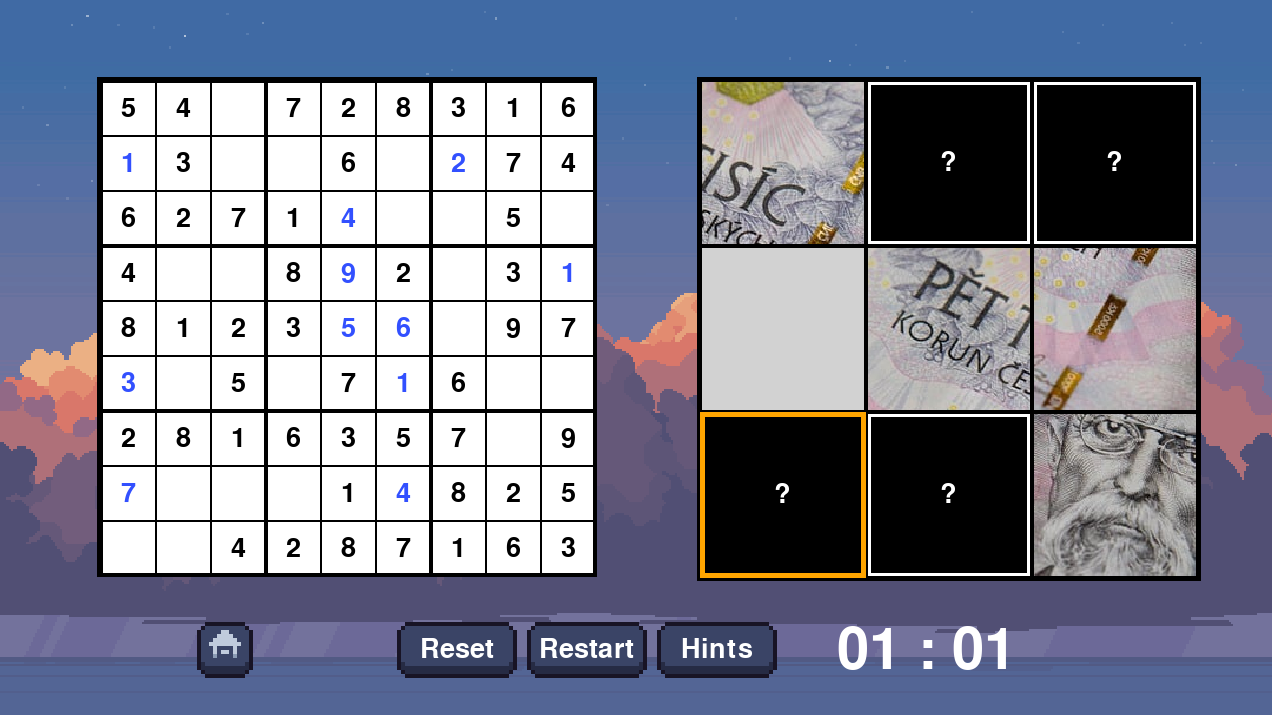 5 4 7 2 8 3 1 6
1 3 6 2 7 4
6 2 7 1 4 5
4 8 9 2 3 1
8 1 2 3 5 6 9 7
3 5 7 1 6
2 8 1 6 3 5 7 9
7 1 4 8 2 5
4 2 8 7 1 6 3
? ?
ISÍC
PĚT
KORUN
? ?
Reset Restart Hints 01 : 01